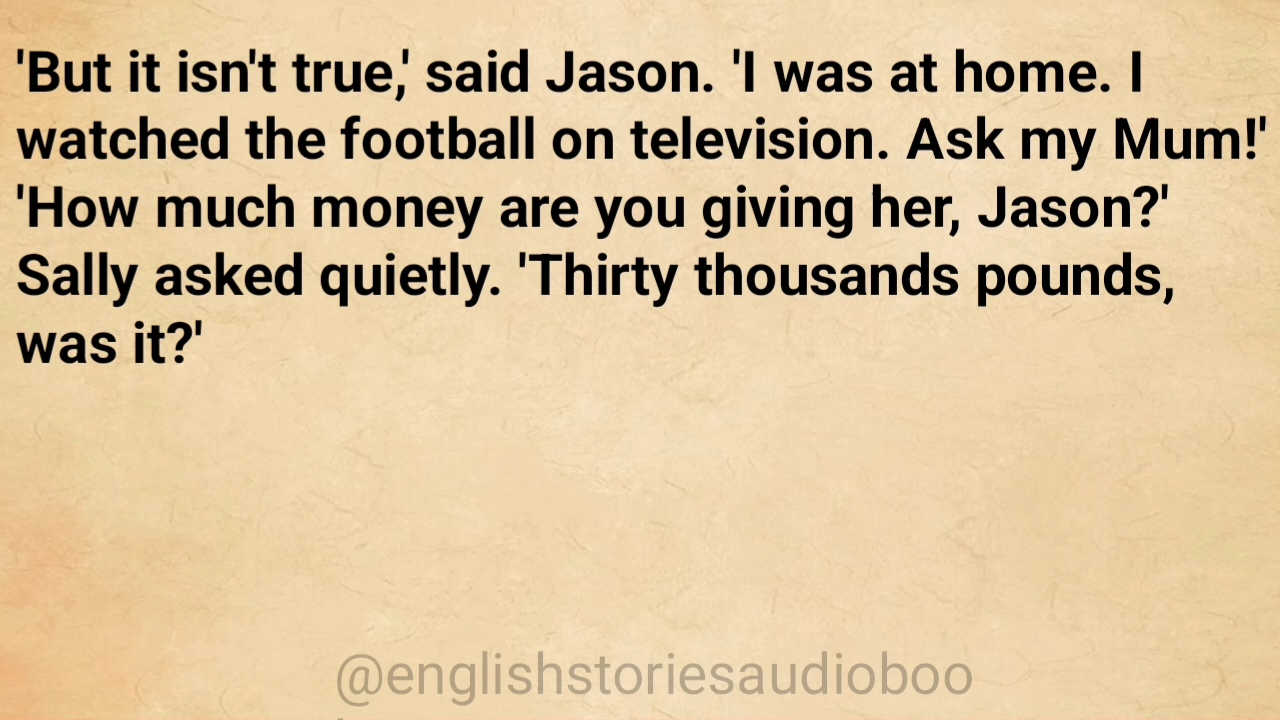 'But it isn't true,' said Jason. 'I was at home. I
watched the football on television. Ask my Mum!'
'How much money are you giving her, Jason?'
Sally asked quietly. 'Thirty thousands pounds,
was it?'
@englishstoriesaudioboo